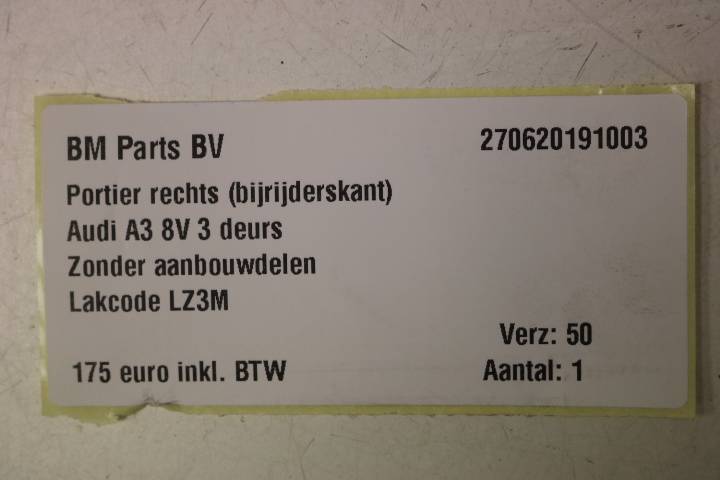 BM Parts BV 270620191003
Portier rechts (bijrijderskant)
Audi A3 8V 3 deurs
Zonder aanbouwdelen
Lakcode LZ3M
Verz: 50
175 euro inkl. BTW Aantal: 1